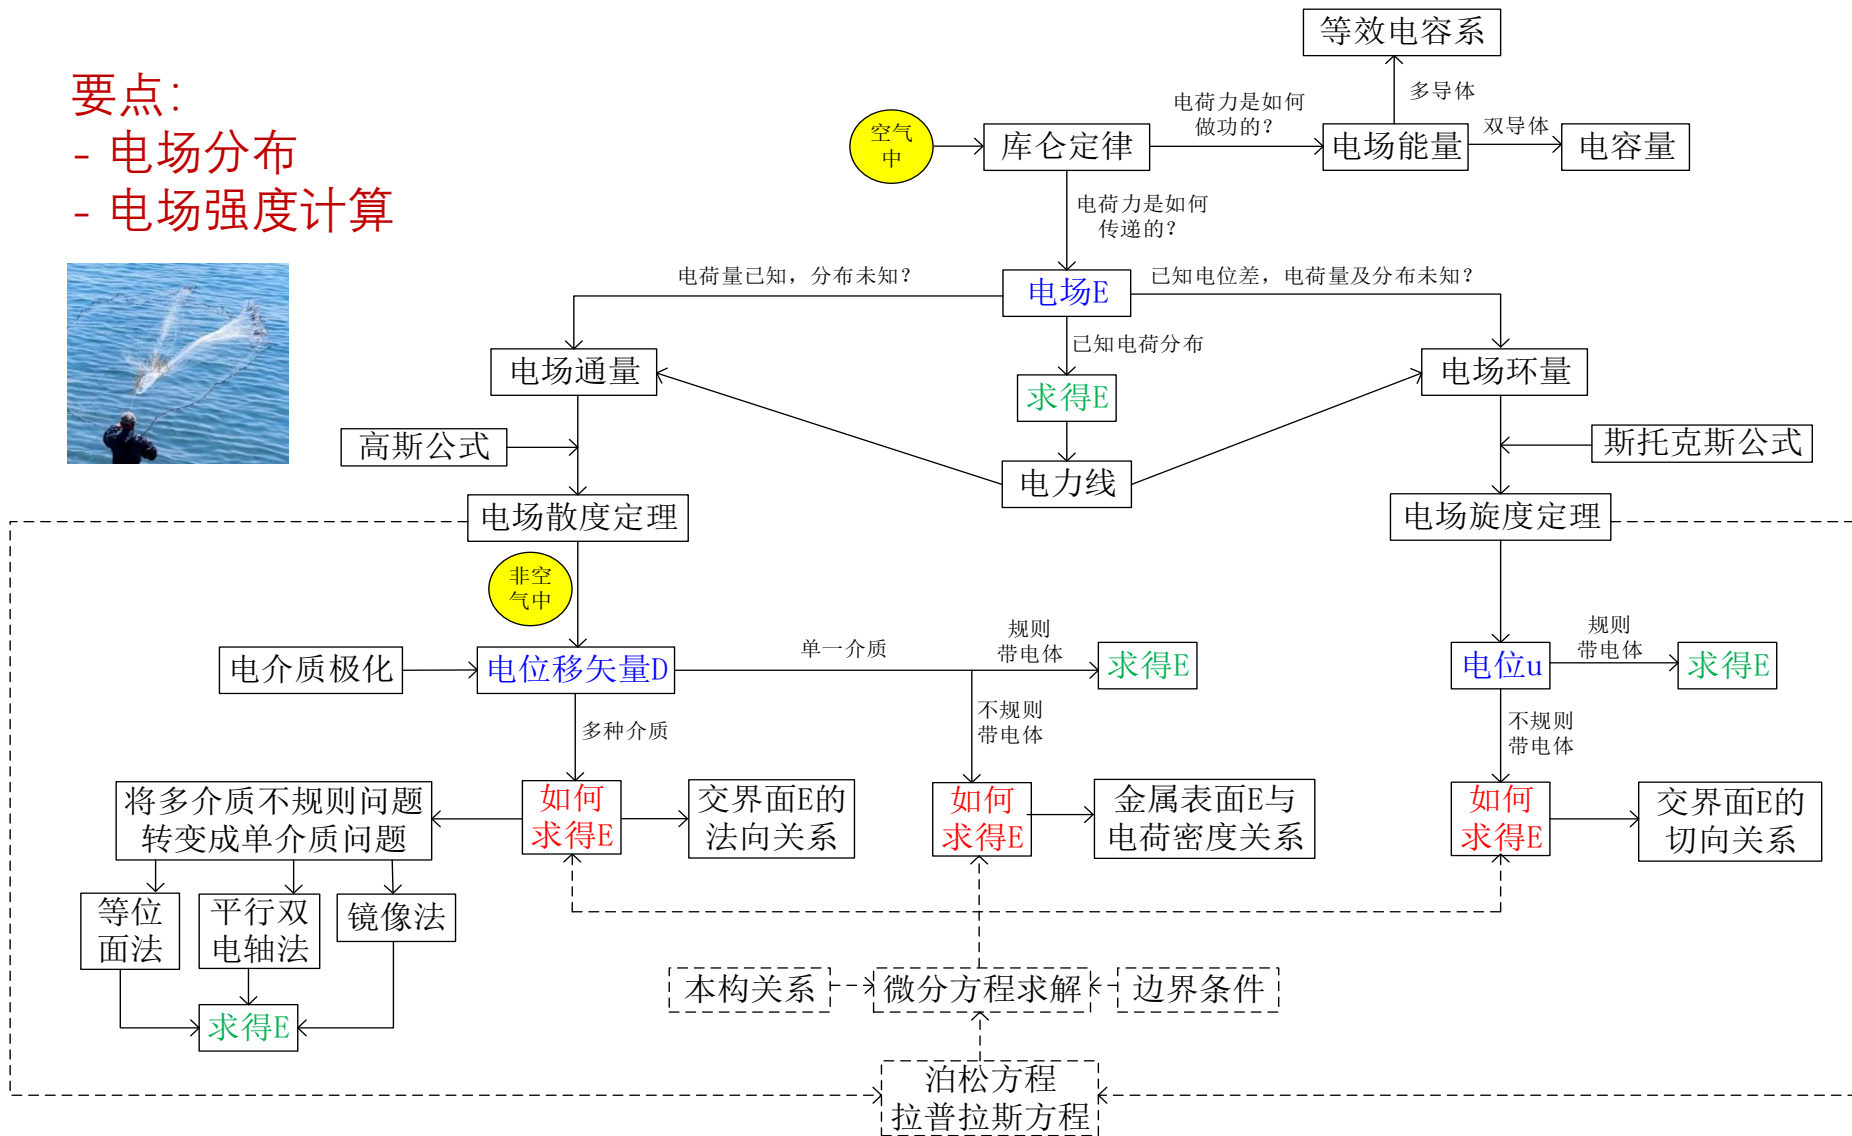 等效电容系
要点:
- 电场分布
- 电场强度计算
多导体
电荷力是如何
做功的？
双导体
空气
中
库仑定律
电场能量
电容量
电荷力是如何
传递的？
电荷量已知，分布未知？
电场E
已知电位差，电荷量及分布未知？
已知电荷分布
电场通量
求得E
电场环量
高斯公式
斯托克斯公式
电力线
电场散度定理
电场旋度定理
非空
气中
电介质极化
电位移矢量D
单一介质
规则
带电体
求得E
电位u
规则
带电体
求得E
多种介质
不规则
带电体
不规则
带电体
将多介质不规则问题
转变成单介质问题
如何
求得E
交界面E的
法向关系
如何
求得E
金属表面E与
电荷密度关系
如何
求得E
交界面E的
切向关系
等位
面法
平行双
电轴法
镜像法
求得E
本构关系
微分方程求解
边界条件
泊松方程
拉普拉斯方程